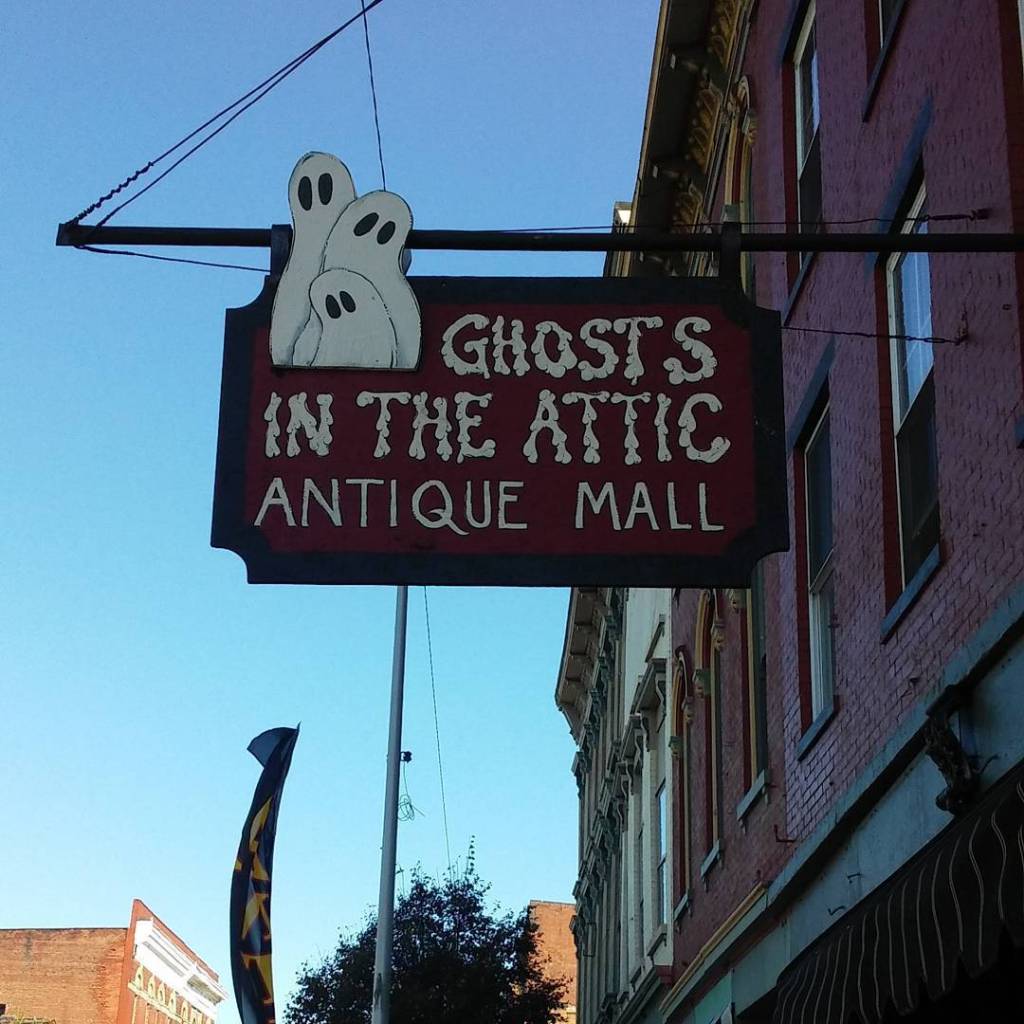 GHOSTS
IN THE ATTIC
ANTIQUE MALL